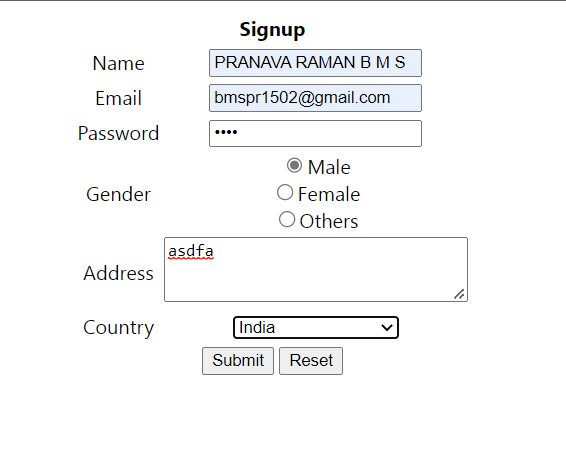 Signup
Name PRANAVA RAMAN B M S
Email bmspr1502@gmail.com
Password ••••
Male
Gender Female
Others
Address asdfa
Country India
Submit Reset